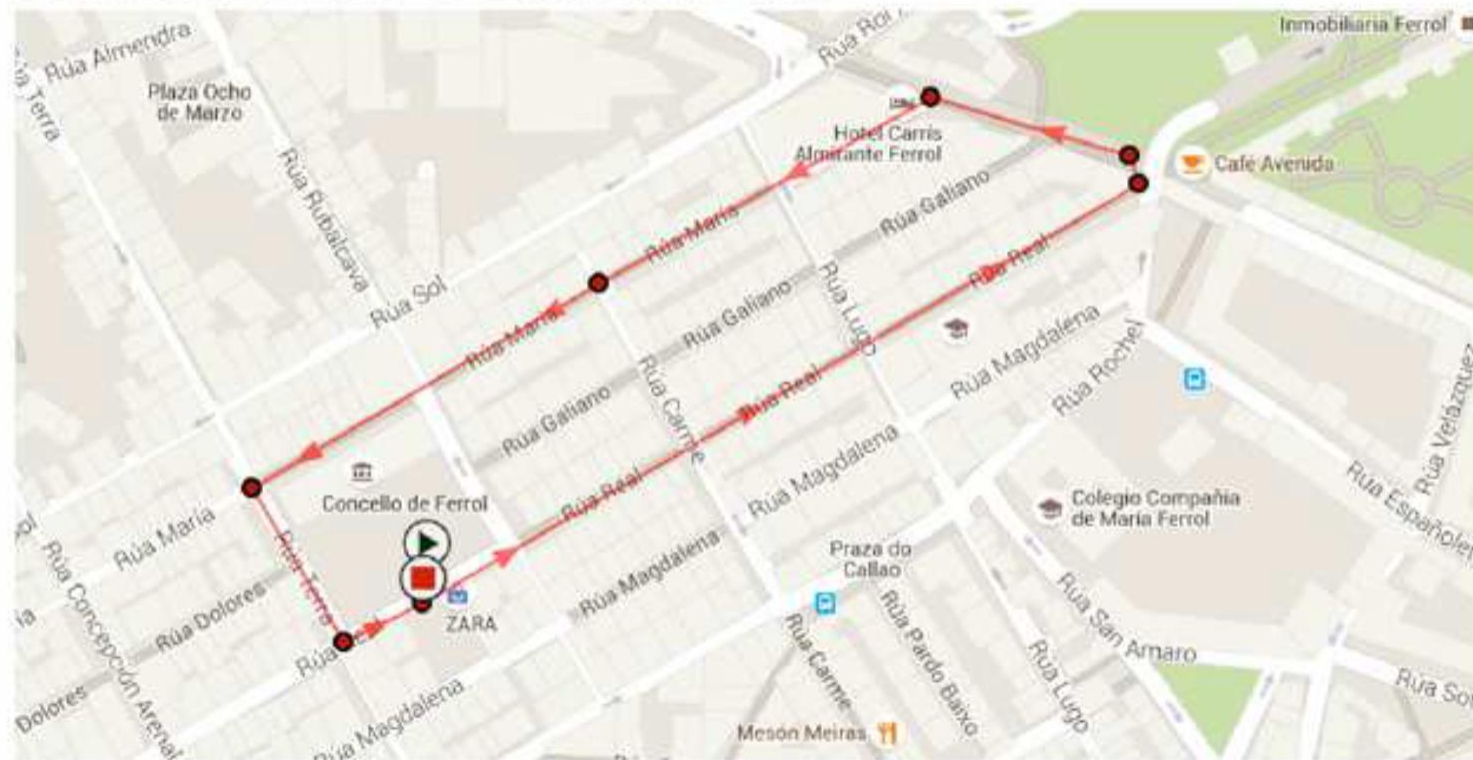 Inmobiliaria Ferrol
Rúa Almendra
Rúa Terra
Plaza Ocho
de Marzo
Hotel Carrís
Almirante Ferrol
Café Avenida
Rúa Rubalcava
Rúa Galiano
Rúa María
Rúa Sol
Rúa Real
Rúa Lugo
Rúa Galiano
Rúa María
Rúa Magdalena
Rúa Rochel
Rúa Velázquez
Rúa Carme
Rúa Real
Rúa Galiano
Rúa Real
Rúa Magdalena
Concello de Ferrol
Colegio Compañia
de María Ferrol
Rúa María
Rúa Terra
Rúa Dolores
Rúa Concepción Arenal
Praza do
Callao
Rúa Magdalena
ZARA
Rúa
Rúa San Amaro
Rúa Carme
Rúa Pardo Baixo
Rúa Lugo
Dolores
Rúa Magdalena
Mesón Meiras